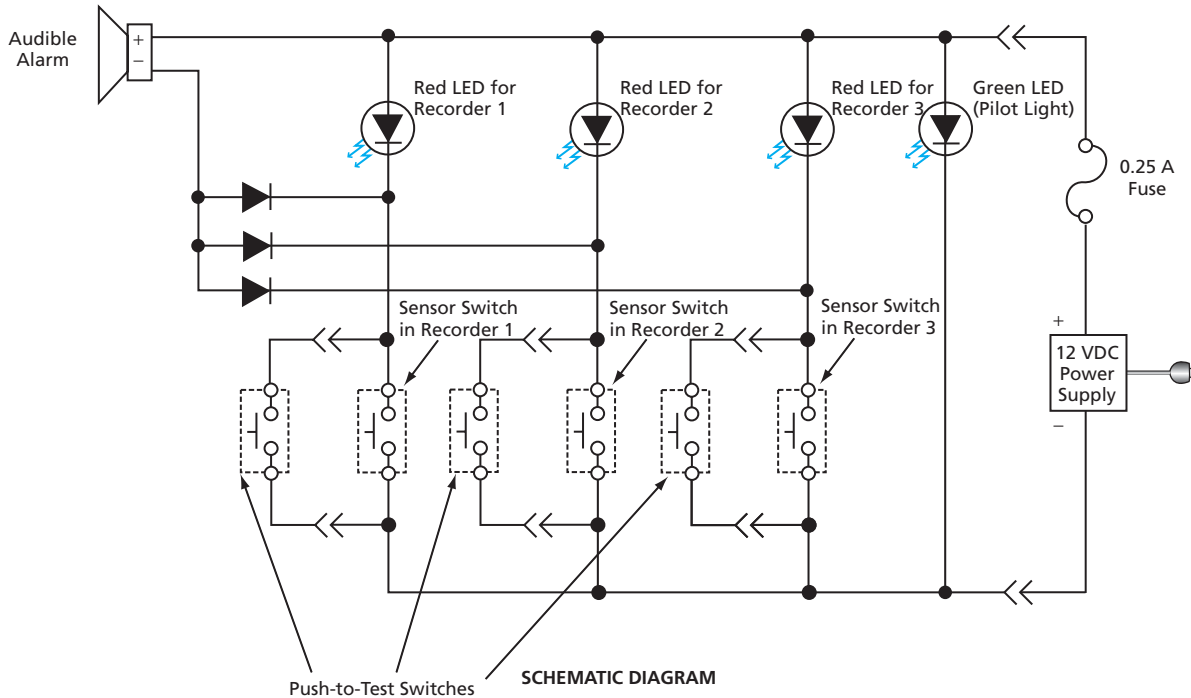 Audible
Alarm
+
−
Red LED for
Recorder 1
Red LED for
Recorder 2
Red LED for
Recorder 3
Green LED
(Pilot Light)
0.25 A
Fuse
Sensor Switch
in Recorder 1
Sensor Switch
in Recorder 2
Sensor Switch
in Recorder 3
+
12 VDC
Power
Supply
−
Push-to-Test Switches
SCHEMATIC DIAGRAM